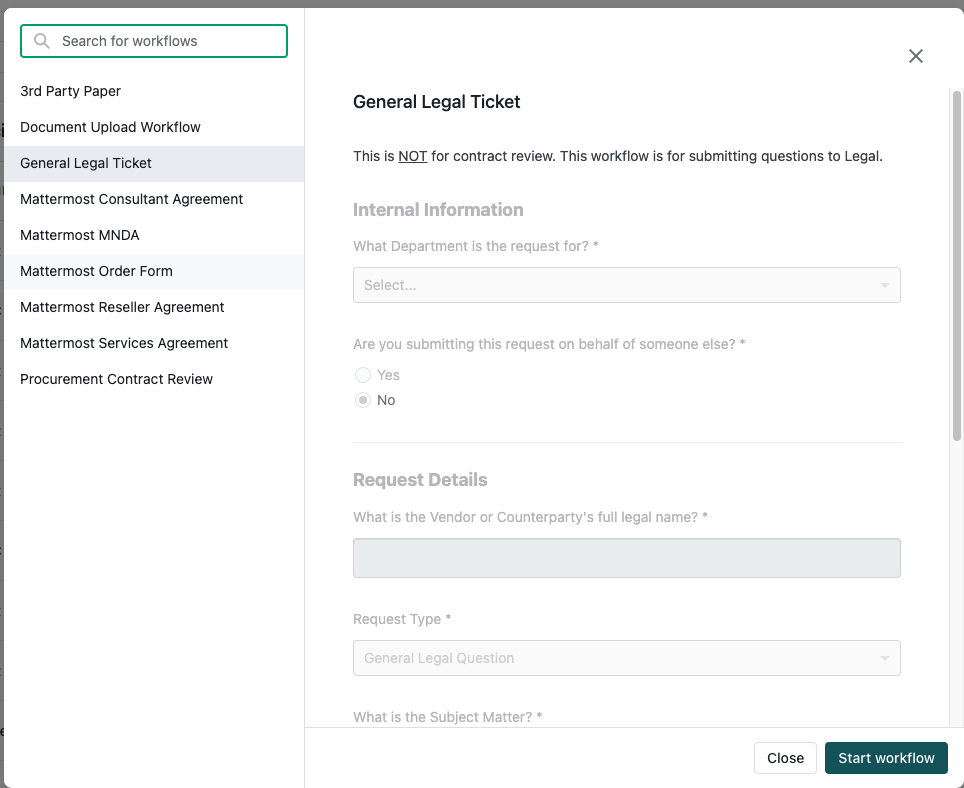 Search for workflows
3rd Party Paper
Document Upload Workflow
General Legal Ticket
Mattermost Consultant Agreement
Mattermost MNDA
Mattermost Order Form
Mattermost Reseller Agreement
Mattermost Services Agreement
Procurement Contract Review
General Legal Ticket
This is NOT for contract review. This workflow is for submitting questions to Legal.
Internal Information
What Department is the request for? *
Select...
Are you submitting this request on behalf of someone else? *
Yes
No
Request Details
What is the Vendor or Counterparty's full legal name? *
Request Type *
General Legal Question
What is the Subject Matter? *
Close
Start workflow